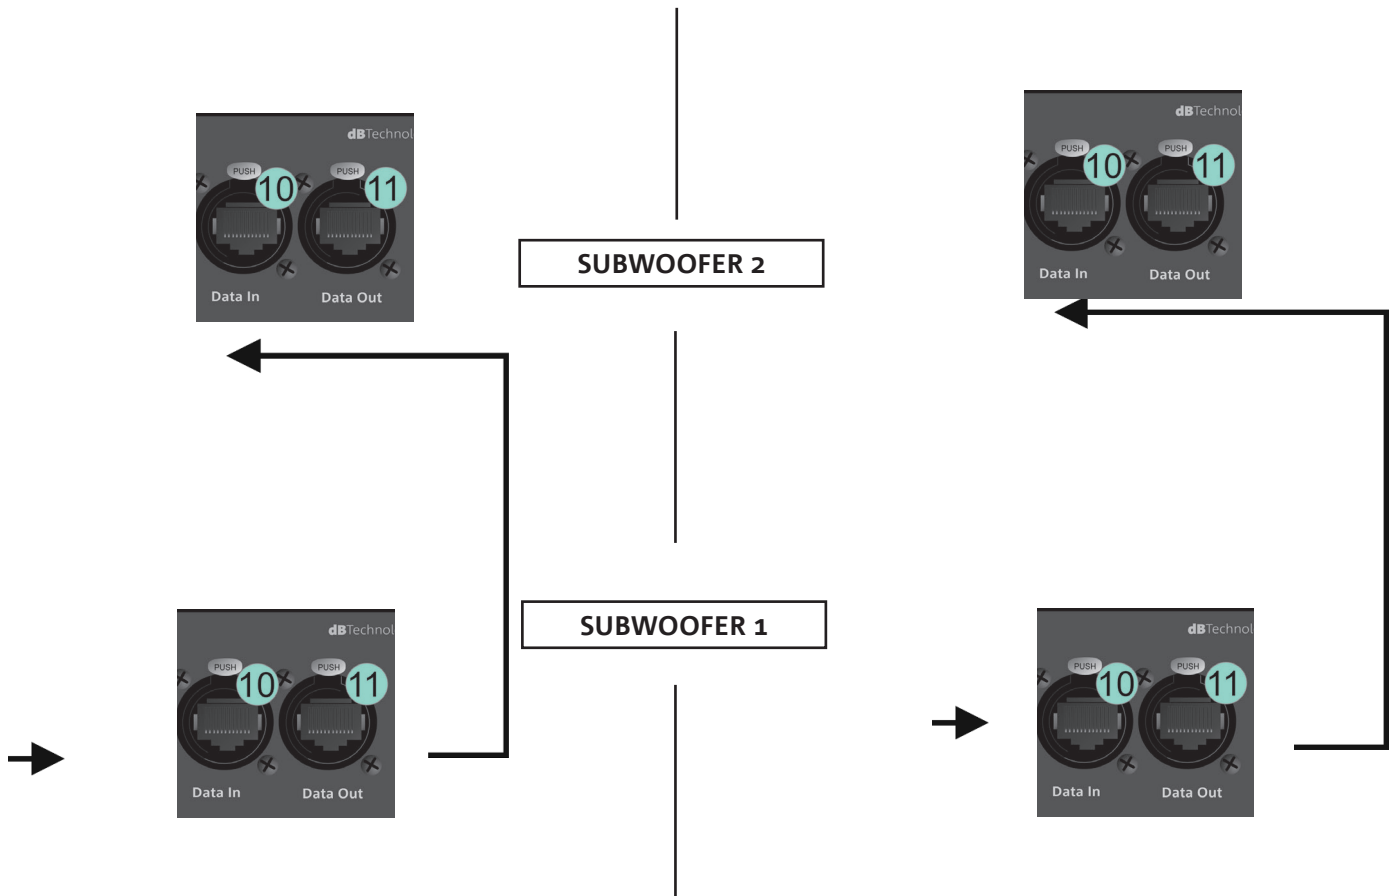 dBTechnol
PUSH
PUSH
10
11
Data In
Data Out
dBTechnol
PUSH
PUSH
10
11
Data In
Data Out
SUBWOOFER 2
SUBWOOFER 1
dBTechnol
PUSH
PUSH
10
11
Data In
Data Out
dBTechnol
PUSH
PUSH
10
11
Data In
Data Out